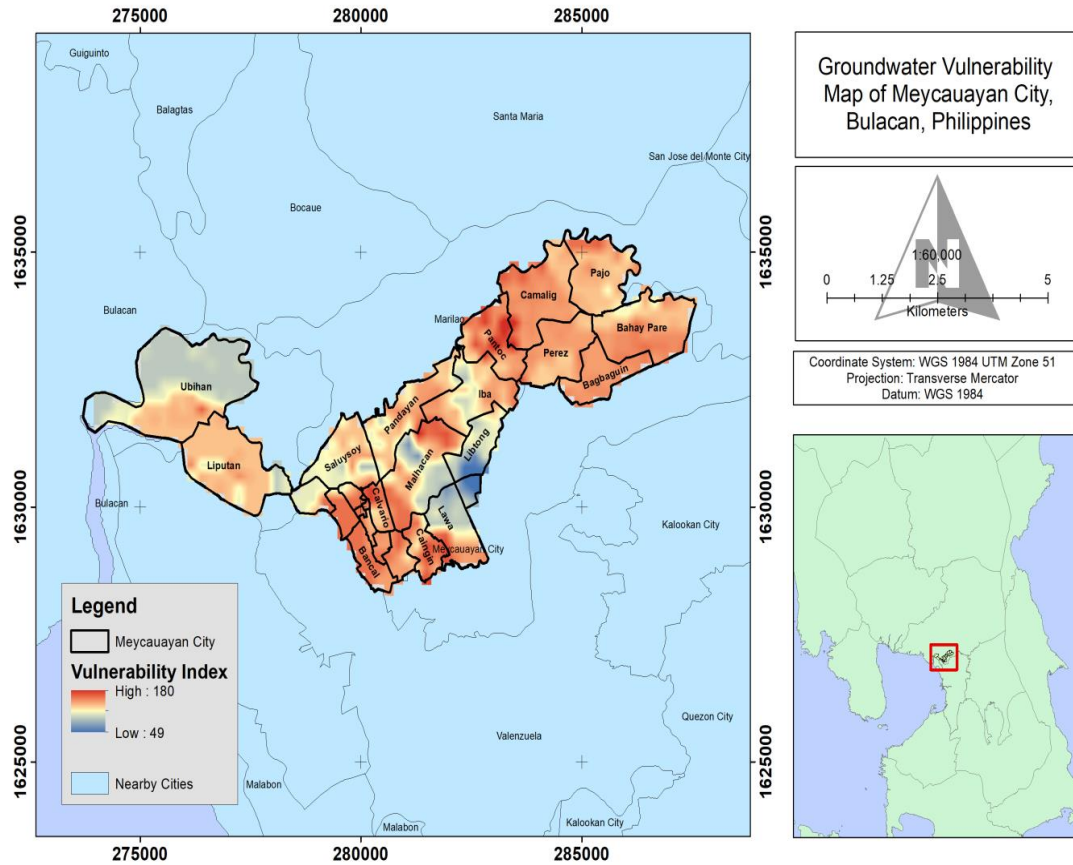 275000 280000 285000
Guiguinto
Balagtas
Santa Maria
San Jose del Monte City
Bocaue
1635000
1635000
Pajo
Camalig
Bulacan
Marilao
Pantoc
Bahay Pare
Perez
Bagbaguin
Ubihan
Iba
Pandayan
Liputan
Saluysoy
Malhacan
Libtong
Bulacan
1630000
1630000
Calvario
Lawa
Kalookan City
Bancal
Caingin
Meycauayan City
Legend
Meycauayan City
Vulnerability Index
High : 180
Low : 49
Nearby Cities
Quezon City
Valenzuela
1625000
1625000
Malabon
Malabon
Kalookan City
275000 280000 285000
Groundwater Vulnerability
Map of Meycauayan City,
Bulacan, Philippines
N
1:60,000
0 1.25 2.5 5
Kilometers
Coordinate System: WGS 1984 UTM Zone 51
Projection: Transverse Mercator
Datum: WGS 1984